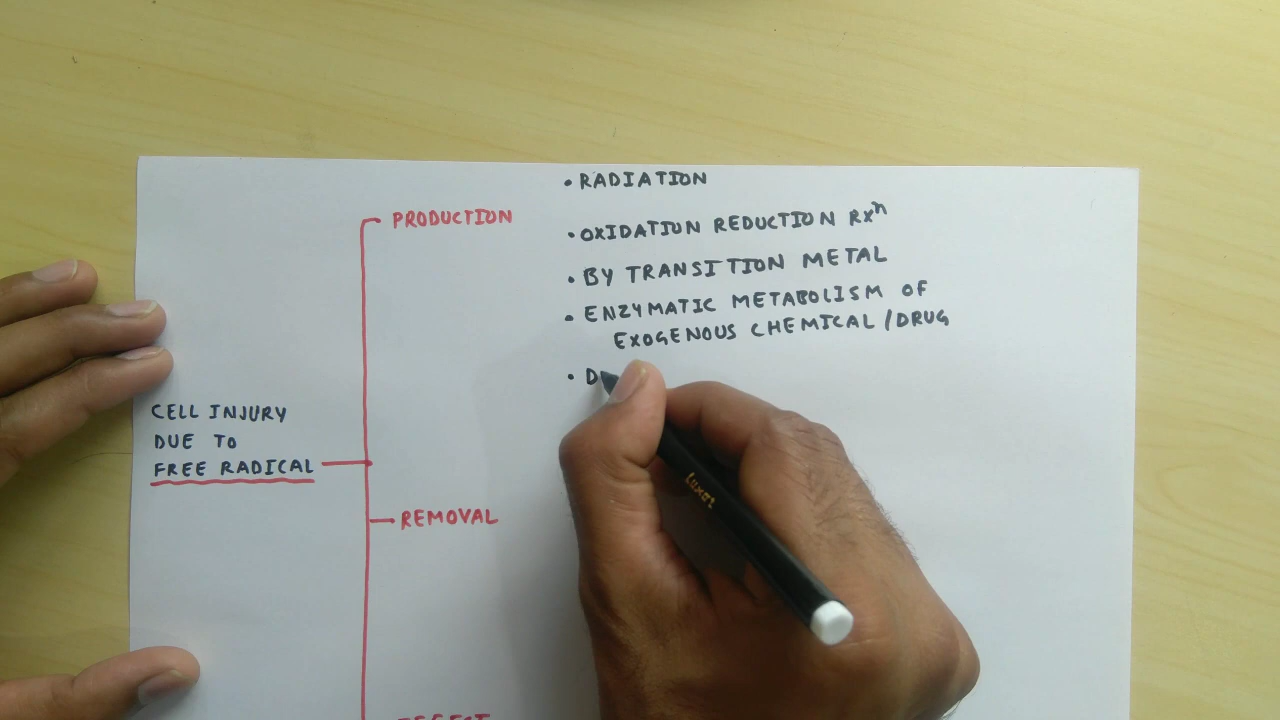 • RADIATION
PRODUCTION
• OXIDATION REDUCTION RXⁿ
• BY TRANSITION METAL
• ENZYMATIC METABOLISM OF
EXOGENOUS CHEMICAL / DRUG
• D
CELL INJURY
DUE TO
FREE RADICAL
REMOVAL
Luxor